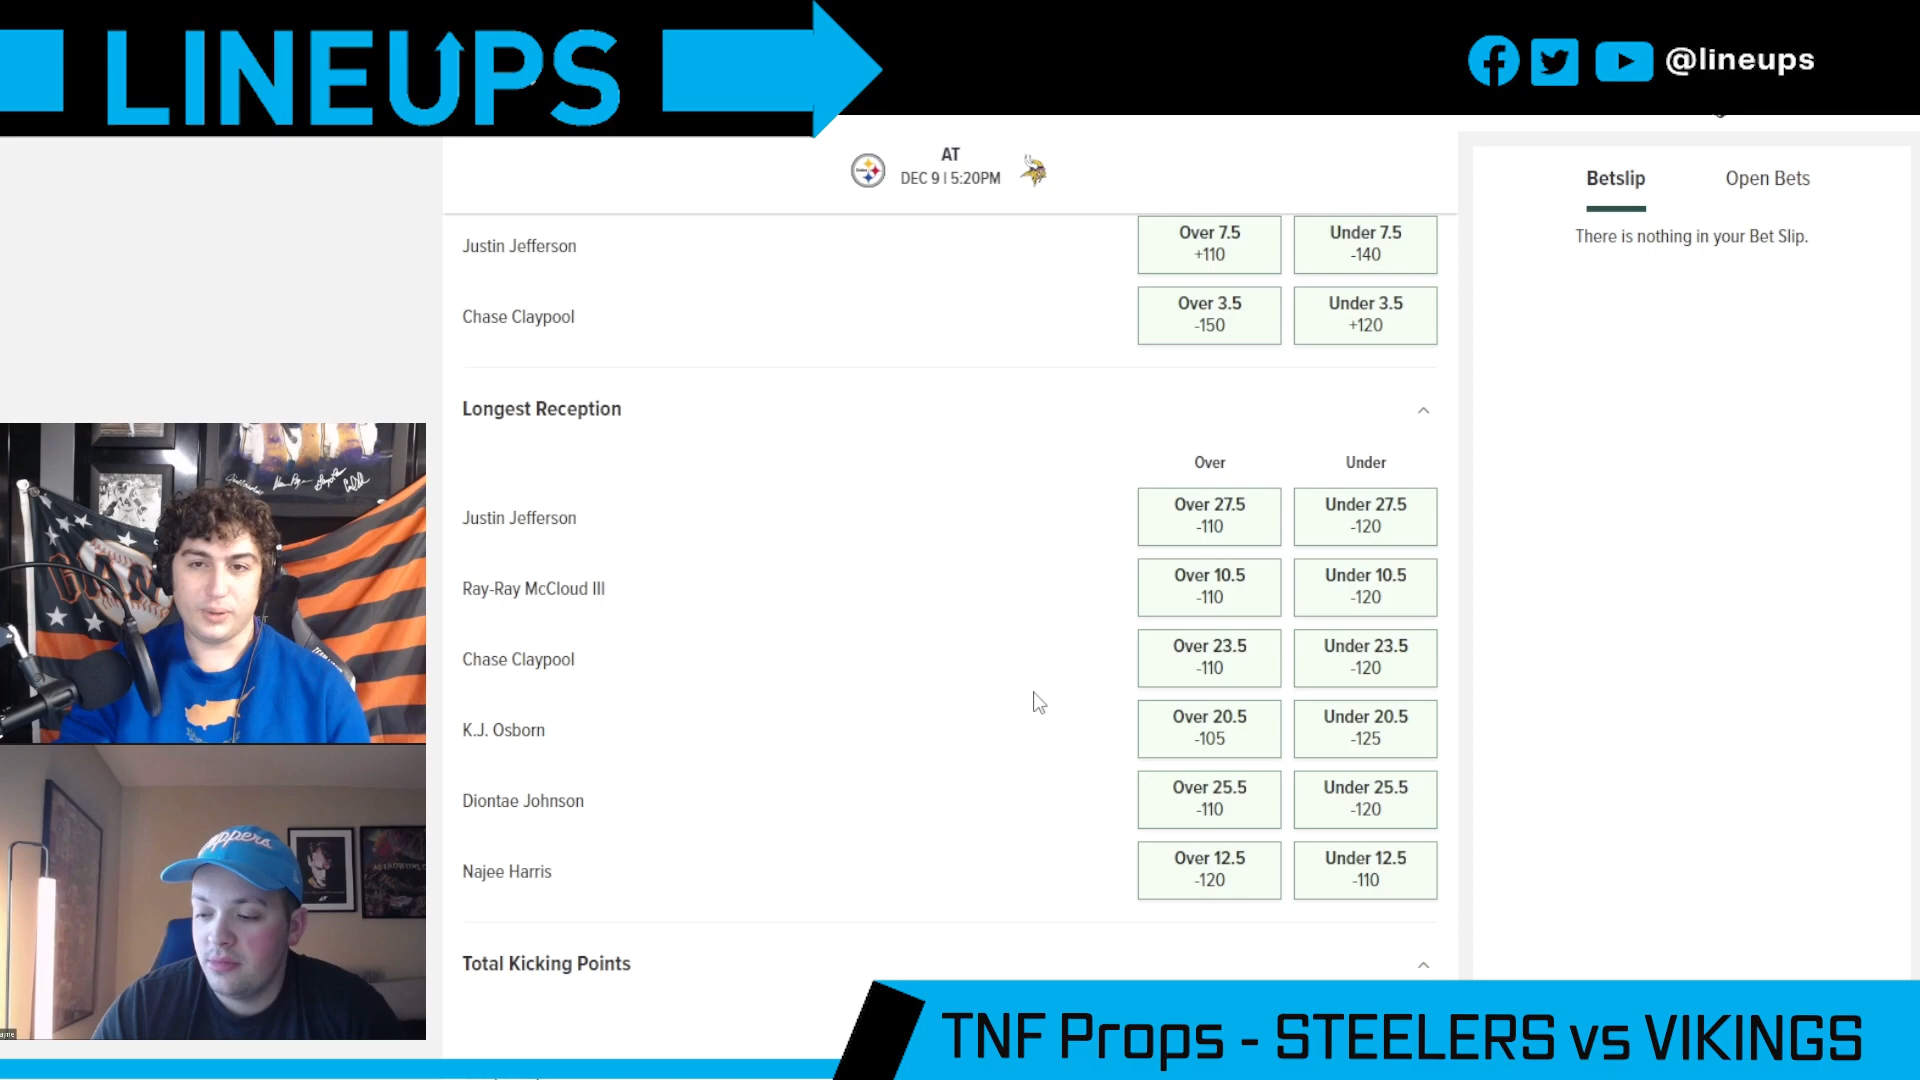 LINEUPS
@lineups
AT
DEC 9 | 5:20PM
Betslip Open Bets
There is nothing in your Bet Slip.
Justin Jefferson Over 7.5 +110 Under 7.5 -140
Chase Claypool Over 3.5 -150 Under 3.5 +120
Longest Reception
Over Under
Justin Jefferson Over 27.5 -110 Under 27.5 -120
Ray-Ray McCloud III Over 10.5 -110 Under 10.5 -120
Chase Claypool Over 23.5 -110 Under 23.5 -120
K.J. Osborn Over 20.5 -105 Under 20.5 -125
Diontae Johnson Over 25.5 -110 Under 25.5 -120
Najee Harris Over 12.5 -120 Under 12.5 -110
Total Kicking Points
TNF Props - STEELERS vs VIKINGS